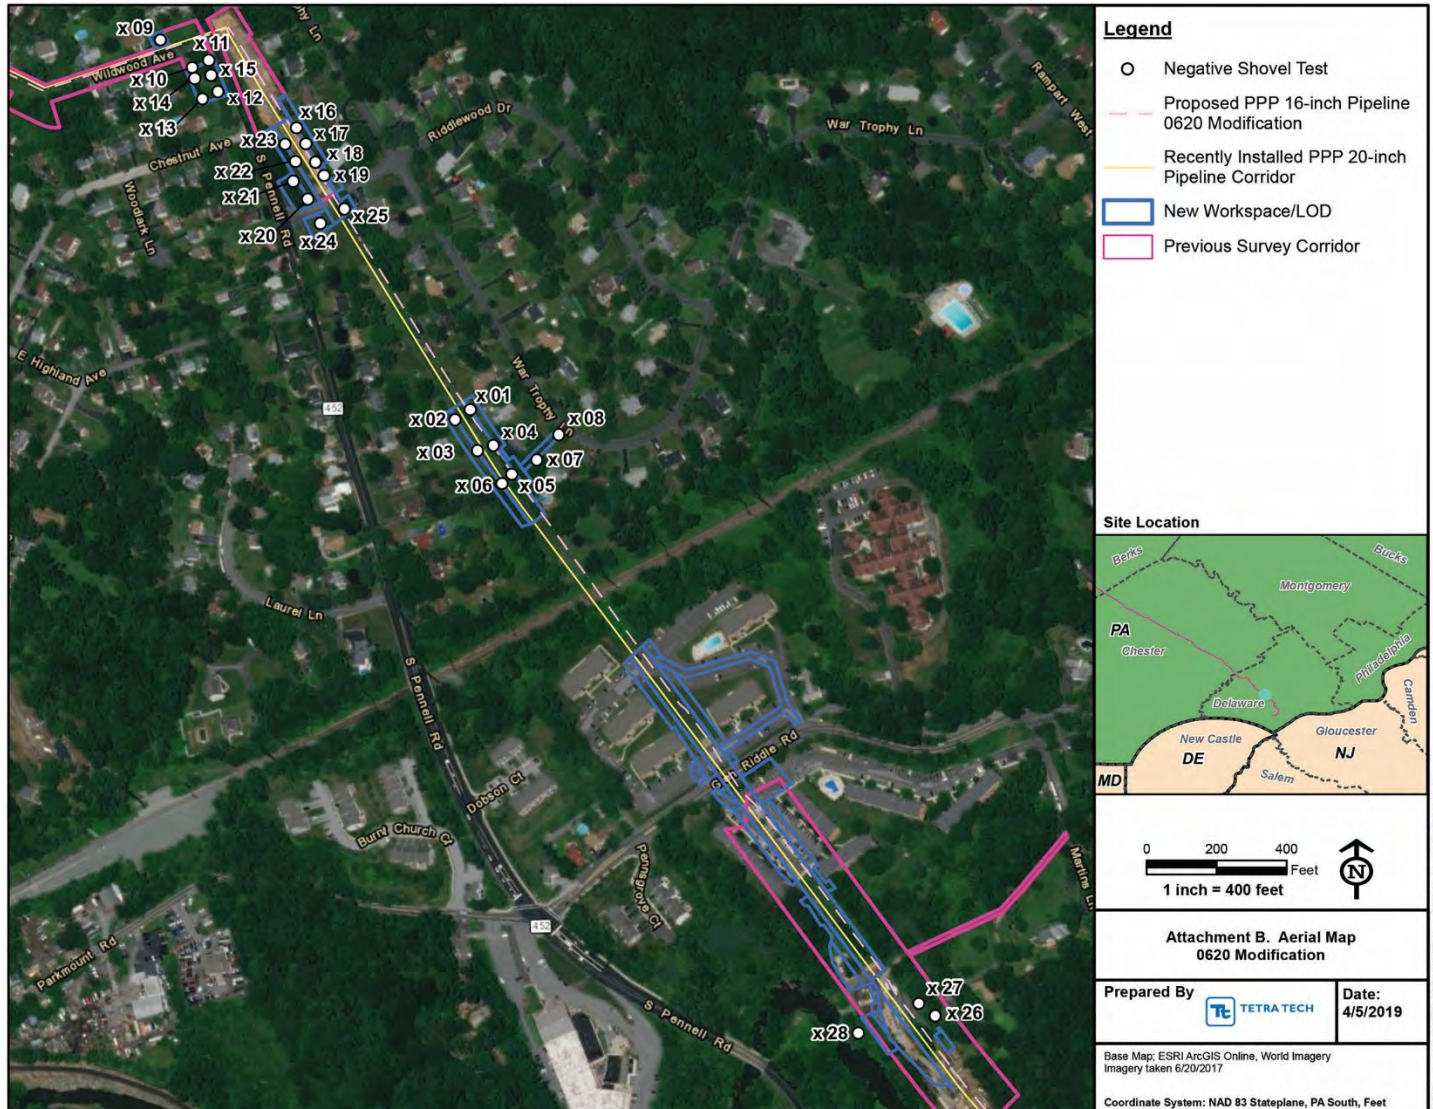 x 09
x 11
Wildwood Ave
x 10
x 15
x 14
x 12
x 13
Chestnut Ave
x 16
x 23
x 17
x 18
x 22
x 19
x 21
x 25
x 20
x 24
S Pennell Rd
Woodlark Ln
Riddlewood Dr
War Trophy Ln
Rampart West
E Highland Ave
452
War Trophy Ln
x 01
x 02
x 04
x 08
x 03
x 07
x 06
x 05
Laurel Ln
S Pennell Rd
Riddle Rd
Dobson Ct
Burnt Church Ct
Pensgrove Ct
Martins Ln
452
Parkmount Rd
S Pennell Rd
x 27
x 26
x 28
Legend
Negative Shovel Test
Proposed PPP 16-inch Pipeline
0620 Modification
Recently Installed PPP 20-inch
Pipeline Corridor
New Workspace/LOD
Previous Survey Corridor
Site Location
Berks
Bucks
Montgomery
PA
Chester
Philadelphia
Delaware
Camden
New Castle
Gloucester
DE
NJ
MD
Salem
0 200 400
Feet
1 inch = 400 feet
N
Attachment B. Aerial Map
0620 Modification
Prepared By
Tt TETRA TECH
Date:
4/5/2019
Base Map; ESRI ArcGIS Online, World Imagery
Imagery taken 6/20/2017
Coordinate System: NAD 83 Stateplane, PA South, Feet